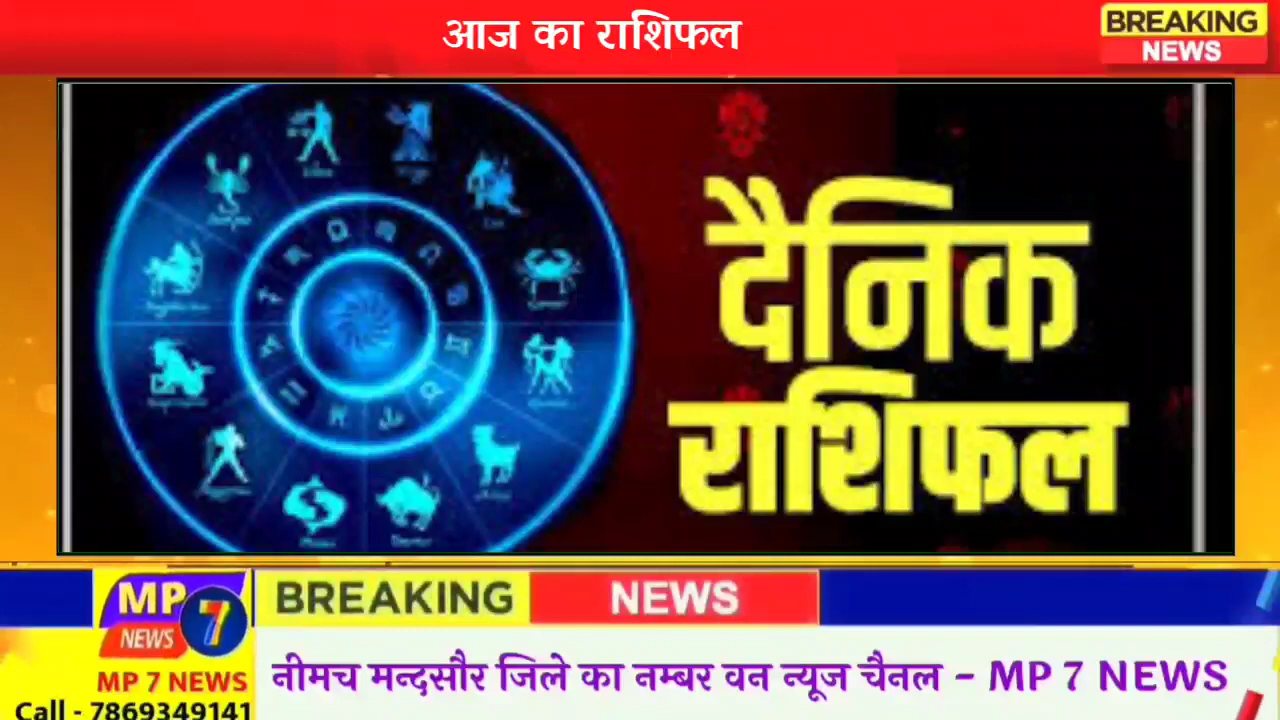 आज का राशिफल
BREAKING
NEWS
दैनिक
राशिफल
MP 7
NEWS
BREAKING NEWS
MP 7 NEWS
Call - 7869349141
नीमच मन्दसौर जिले का नम्बर वन न्यूज चैनल - MP 7 NEWS